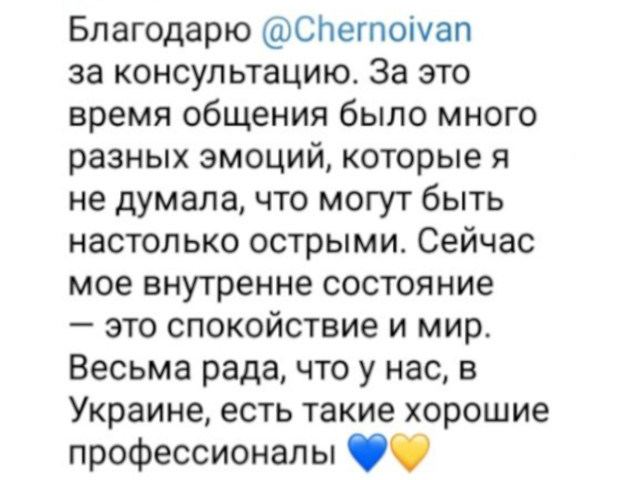 Благодарю @Chernoivan
за консультацию. За это
время общения было много
разных эмоций, которые я
не думала, что могут быть
настолько острыми. Сейчас
мое внутренне состояние
— это спокойствие и мир.
Весьма рада, что у нас, в
Украине, есть такие хорошие
профессионалы 💙💛